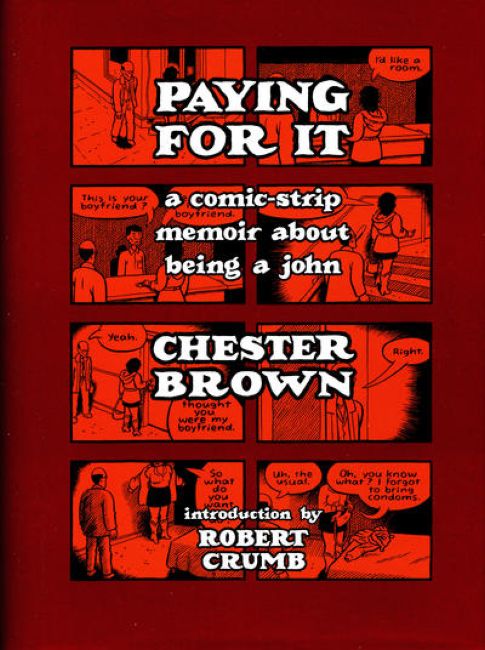 I'd like a
room.
PAYING
FOR IT
This is your
boyfriend?
boyfriend.
a comic-strip
memoir about
being a john
Yeah.
Right.
CHESTER
BROWN
thought
you
were my
boyfriend.
So
what
do
you
want
Uh, the
usual.
Oh, you know
what? I forgot
to bring
condoms.
introduction by
ROBERT
CRUMB